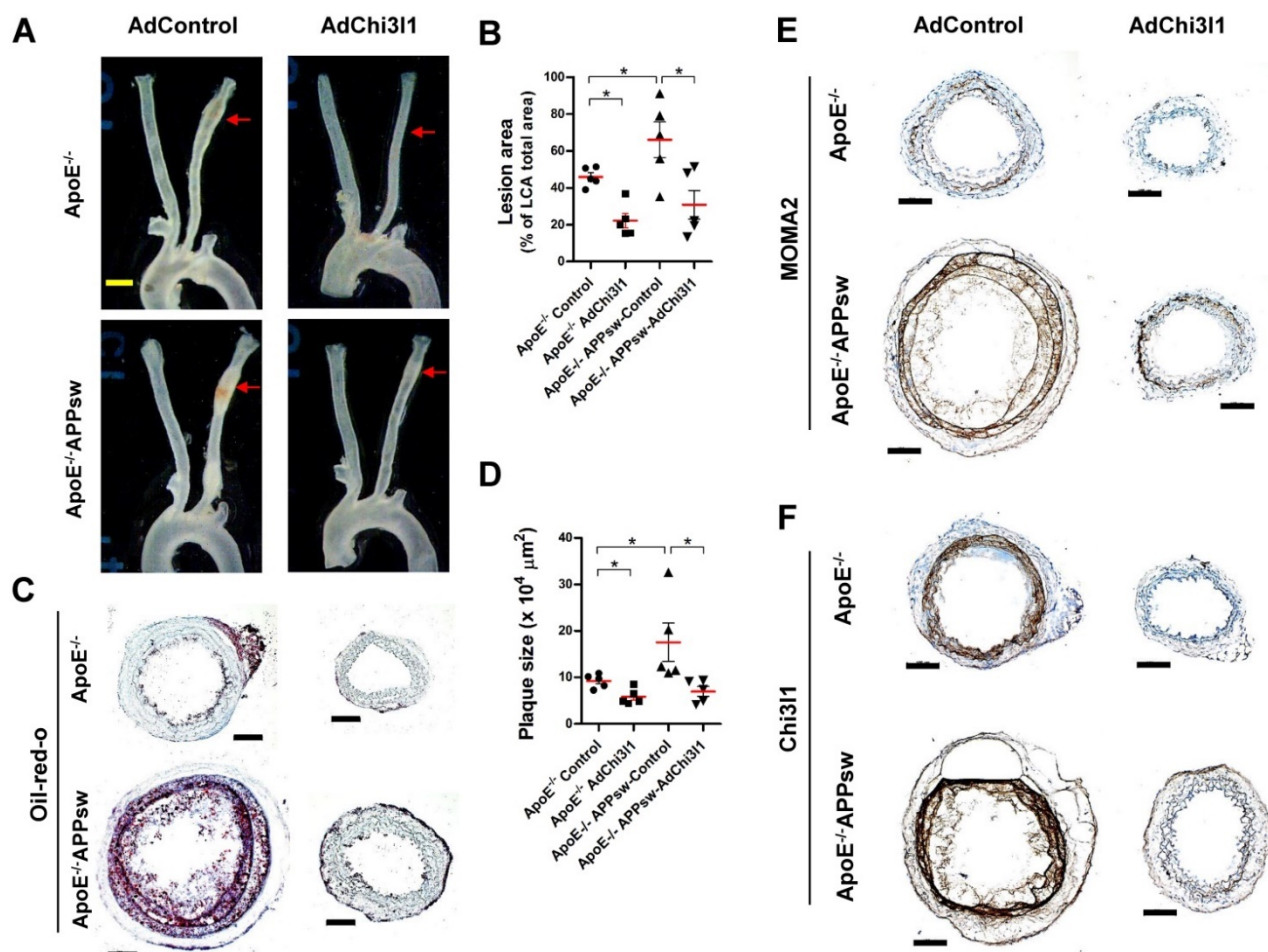 A
AdControl
AdChi3l1
ApoE-/-
ApoE-/-APPsw
B
Lesion area
(% of LCA total area)
100
80
60
40
20
0
*
*
*
ApoE-/- Control
ApoE-/- AdChi3l1
ApoE-/- APPsw-Control
ApoE-/- APPsw-AdChi3l1
C
Oil-red-o
ApoE-/-
ApoE-/-APPsw
D
Plaque size (x 10⁴ µm²)
40
30
20
10
0
*
*
*
ApoE-/- Control
ApoE-/- AdChi3l1
ApoE-/- APPsw-Control
ApoE-/- APPsw-AdChi3l1
E
AdControl
AdChi3l1
MOMA2
ApoE-/-
ApoE-/-APPsw
F
Chi3l1
ApoE-/-
ApoE-/-APPsw